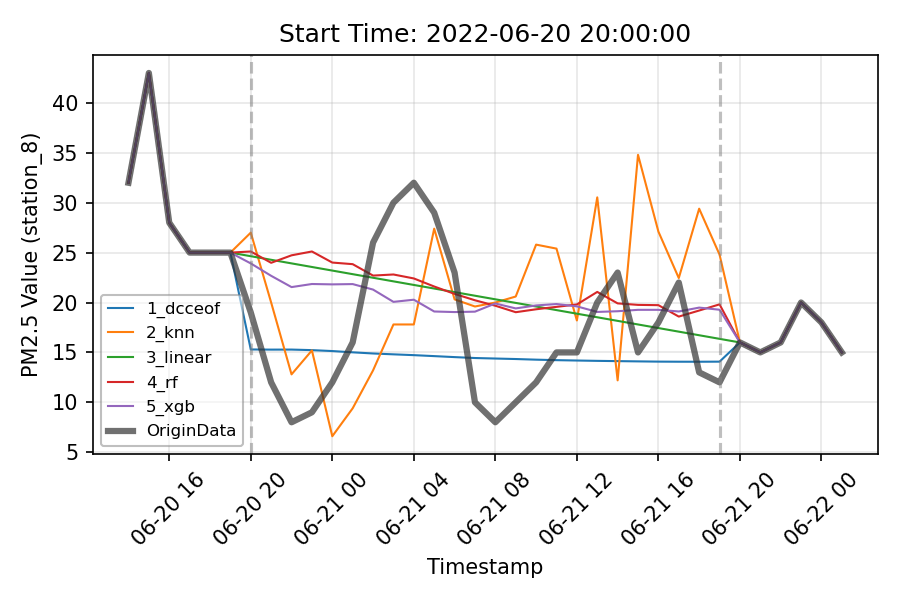 Start Time: 2022-06-20 20:00:00
PM2.5 Value (station_8)
40
35
30
25
20
15
10
5
1_dcceof
2_knn
3_linear
4_rf
5_xgb
OriginData
06-20 16
06-20 20
06-21 00
06-21 04
06-21 08
06-21 12
06-21 16
06-21 20
06-22 00
Timestamp